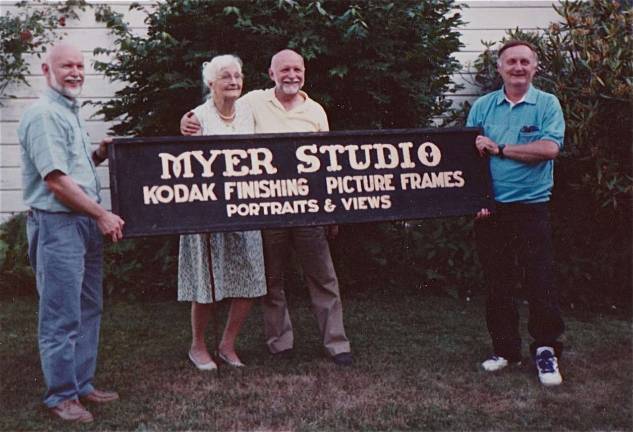 MYER STUDIO
KODAK FINISHING PICTURE FRAMES
PORTRAITS & VIEWS